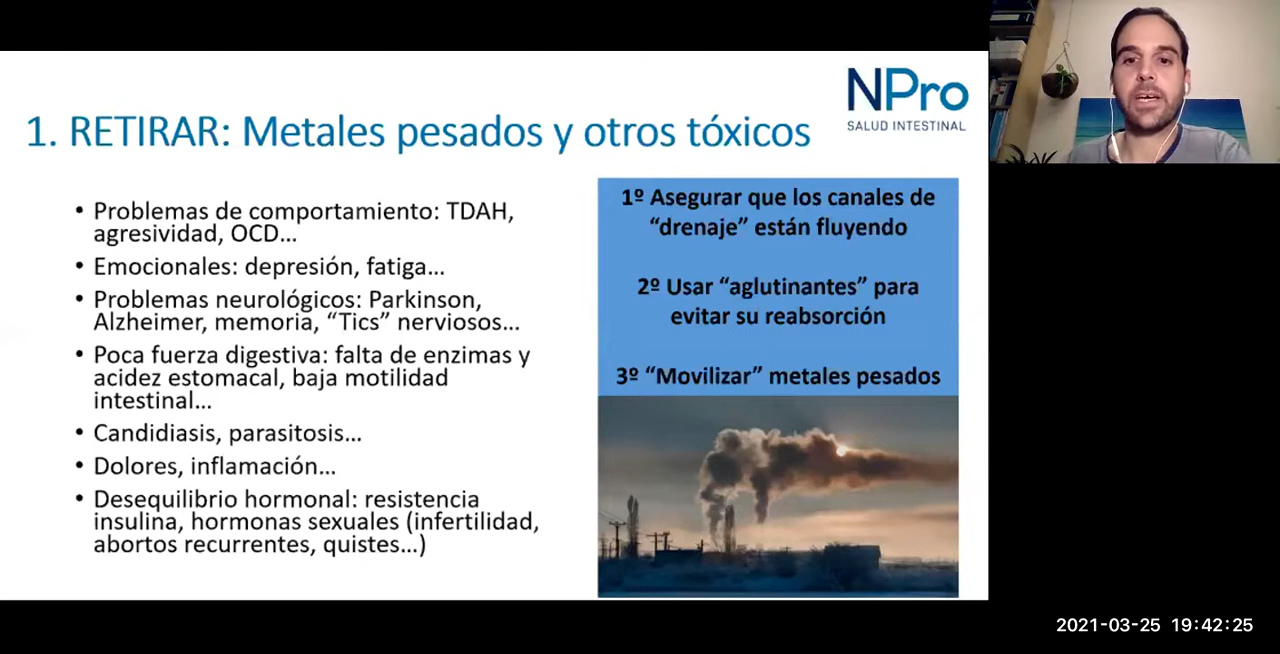 NPro
SALUD INTESTINAL
1. RETIRAR: Metales pesados y otros tóxicos
• Problemas de comportamiento: TDAH,
agresividad, OCD...
• Emocionales: depresión, fatiga...
• Problemas neurológicos: Parkinson,
Alzheimer, memoria, “Tics” nerviosos...
• Poca fuerza digestiva: falta de enzimas y
acidez estomacal, baja motilidad
intestinal...
• Candidiasis, parasitosis...
• Dolores, inflamación...
• Desequilibrio hormonal: resistencia
insulina, hormonas sexuales (infertilidad,
abortos recurrentes, quistes...)
1º Asegurar que los canales de
“drenaje” están fluyendo
2º Usar “aglutinantes” para
evitar su reabsorción
3º “Movilizar” metales pesados
2021-03-25 19:42:25